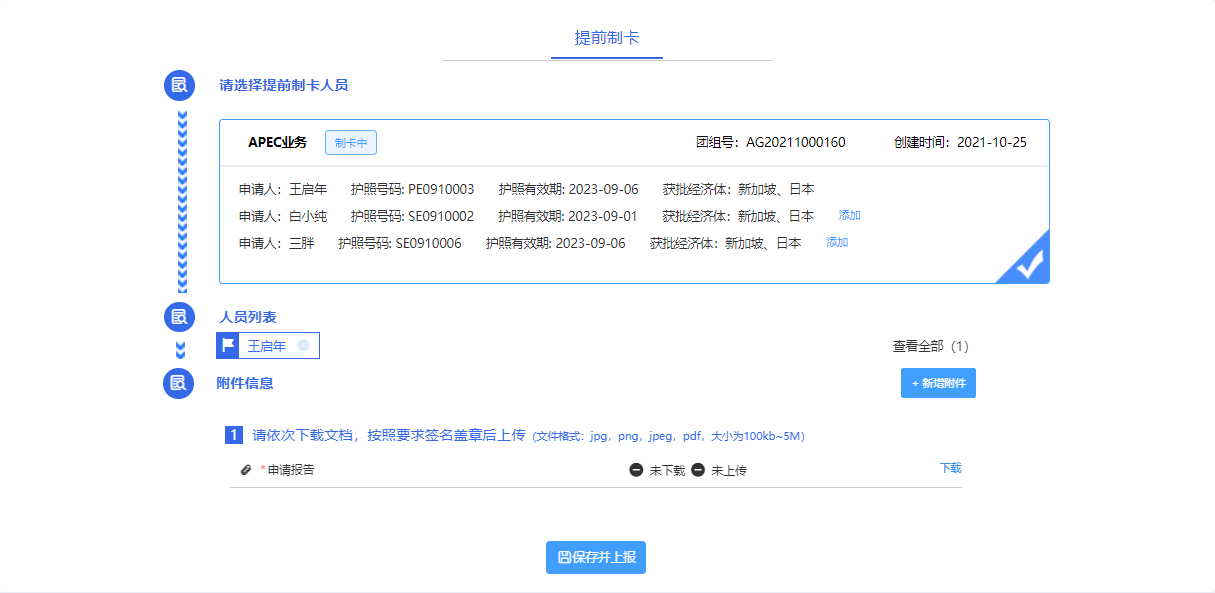 提前制卡
请选择提前制卡人员
APEC业务 制卡中 团组号：AG20211000160 创建时间：2021-10-25
申请人：王启年 护照号码: PE0910003 护照有效期: 2023-09-06 获批经济体：新加坡、日本
申请人：白小纯 护照号码: SE0910002 护照有效期: 2023-09-01 获批经济体：新加坡、日本 添加
申请人：三胖 护照号码: SE0910006 护照有效期: 2023-09-06 获批经济体：新加坡、日本 添加
人员列表
王启年 查看全部（1）
附件信息 + 新增附件
1 请依次下载文档，按照要求签名盖章后上传（文件格式：jpg，png，jpeg，pdf，大小为100kb~5M）
*申请报告 未下载 未上传 下载
保存并上报